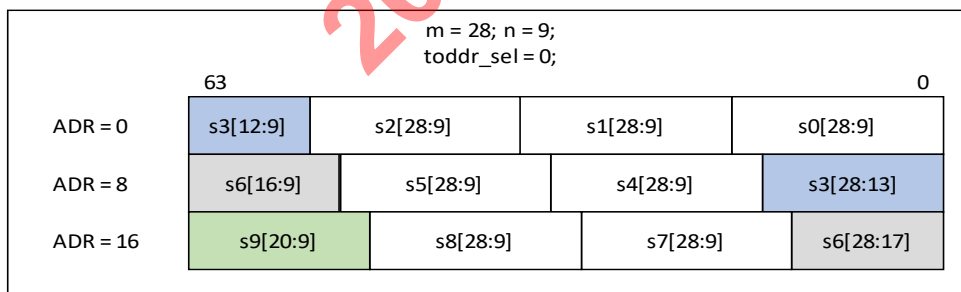 m = 28; n = 9;
toddr_sel = 0;
63 0
ADR = 0 s3[12:9] s2[28:9] s1[28:9] s0[28:9]
ADR = 8 s6[16:9] s5[28:9] s4[28:9] s3[28:13]
ADR = 16 s9[20:9] s8[28:9] s7[28:9] s6[28:17]